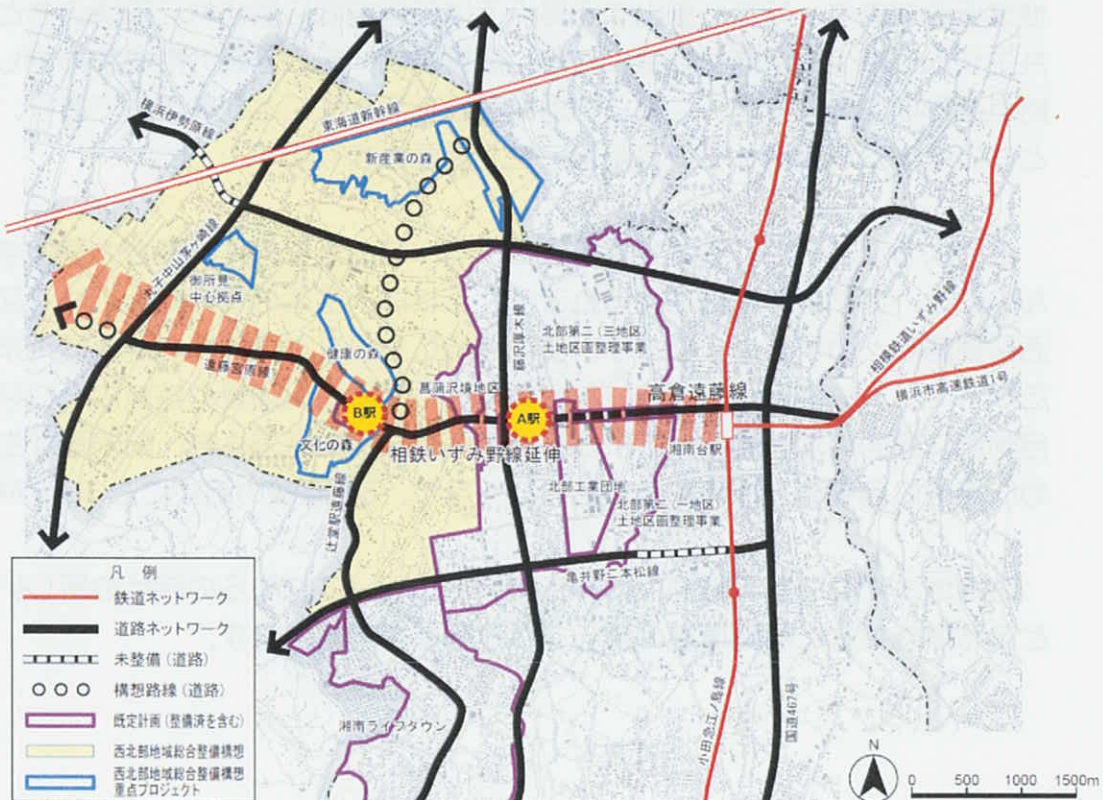 横浜伊勢原線
東海道新幹線
新産業の森
御所見
中心拠点
健康の森
遠藤宮原線
B駅
文化の森
菖蒲沢境地区
藤沢厚木線
北部第二(三地区)
土地区画整理事業
高倉遠藤線
A駅
相鉄いずみ野線延伸
湘南台駅
相模鉄道いずみ野線
横浜市高速鉄道1号
北部工業団地
北部第二(一地区)
土地区画整理事業
辻堂駅遠藤線
亀井野二本松線
湘南ライフタウン
小田急江ノ島線
国道467号
凡例
鉄道ネットワーク
道路ネットワーク
未整備(道路)
構想路線(道路)
既定計画(整備済を含む)
西北部地域総合整備構想
西北部地域総合整備構想
重点プロジェクト
N
0 500 1000 1500m